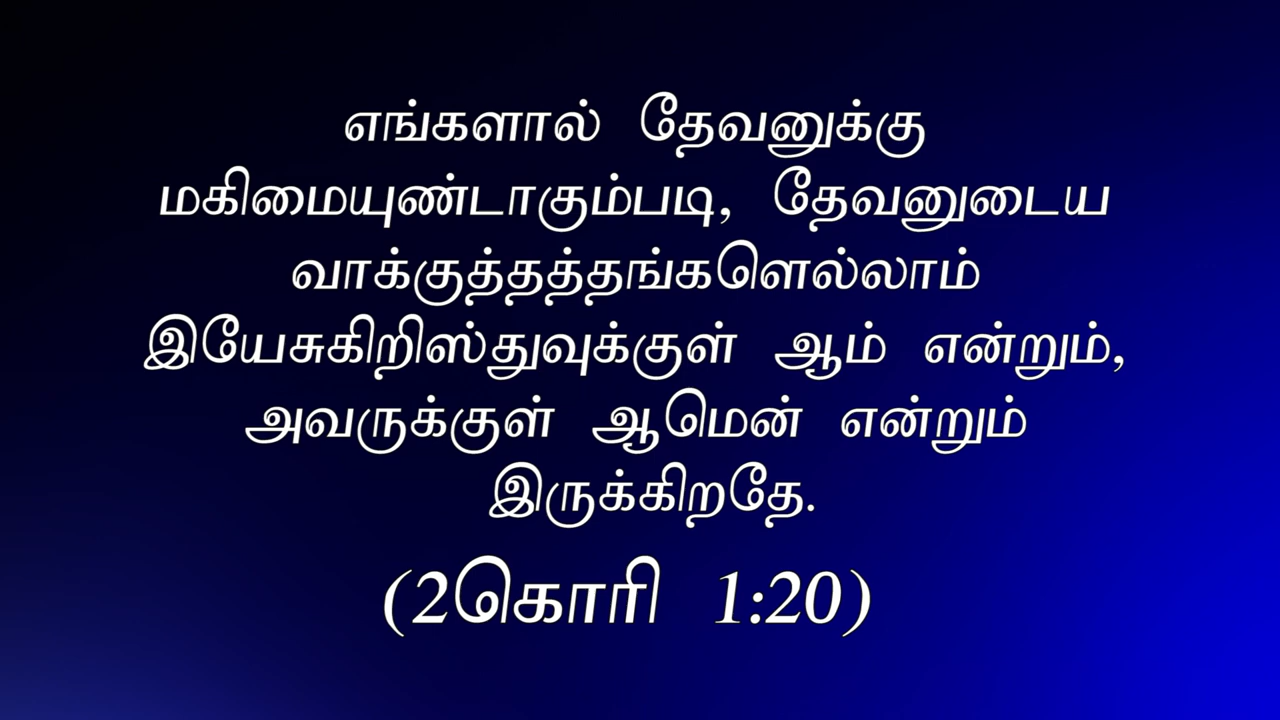 எங்களால் தேவனுக்கு
மகிமையுண்டாகும்படி, தேவனுடைய
வாக்குத்தத்தங்களெல்லாம்
இயேசுகிறிஸ்துவுக்குள் ஆம் என்றும்,
அவருக்குள் ஆமென் என்றும்
இருக்கிறதே.
(2கொரி 1:20)